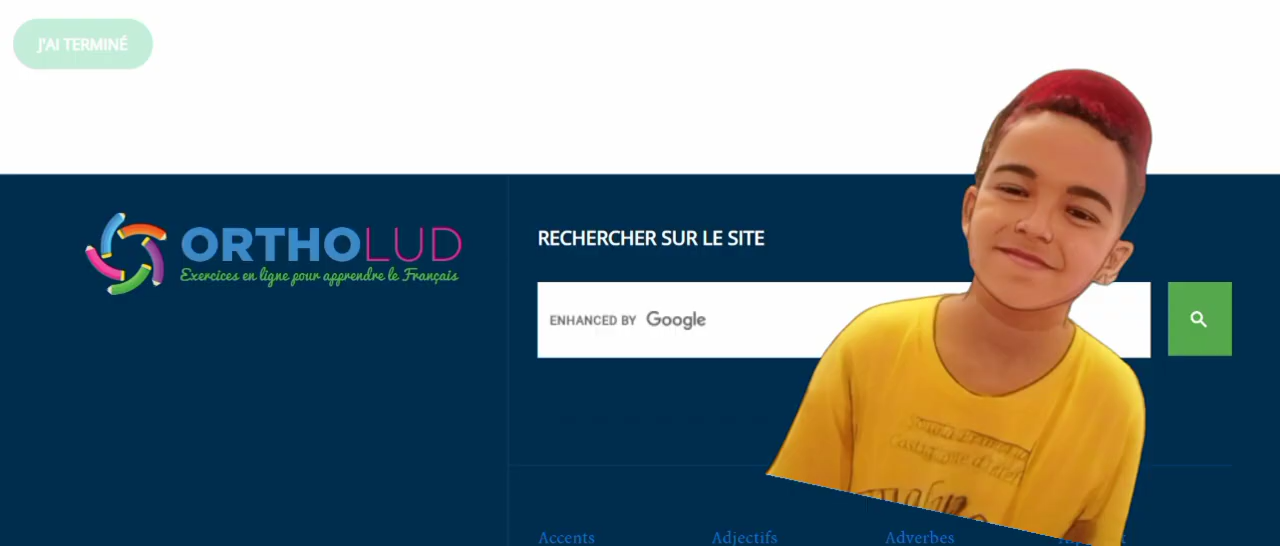 J'AI TERMINÉ
ORTHOLUD
Exercices en ligne pour apprendre le Français
RECHERCHER SUR LE SITE
ENHANCED BY Google
Accents
Adjectifs
Adverbes